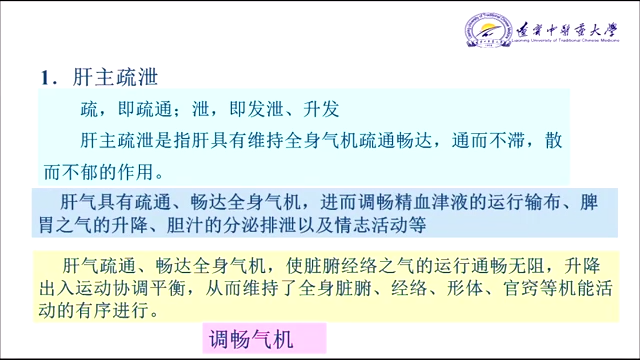 遼寧中醫藥大學
Liaoning University of Traditional Chinese Medicine
1．肝主疏泄
疏，即疏通；泄，即发泄、升发
肝主疏泄是指肝具有维持全身气机疏通畅达，通而不滞，散
而不郁的作用。
肝气具有疏通、畅达全身气机，进而调畅精血津液的运行输布、脾
胃之气的升降、胆汁的分泌排泄以及情志活动等
肝气疏通、畅达全身气机，使脏腑经络之气的运行通畅无阻，升降
出入运动协调平衡，从而维持了全身脏腑、经络、形体、官窍等机能活
动的有序进行。
调畅气机